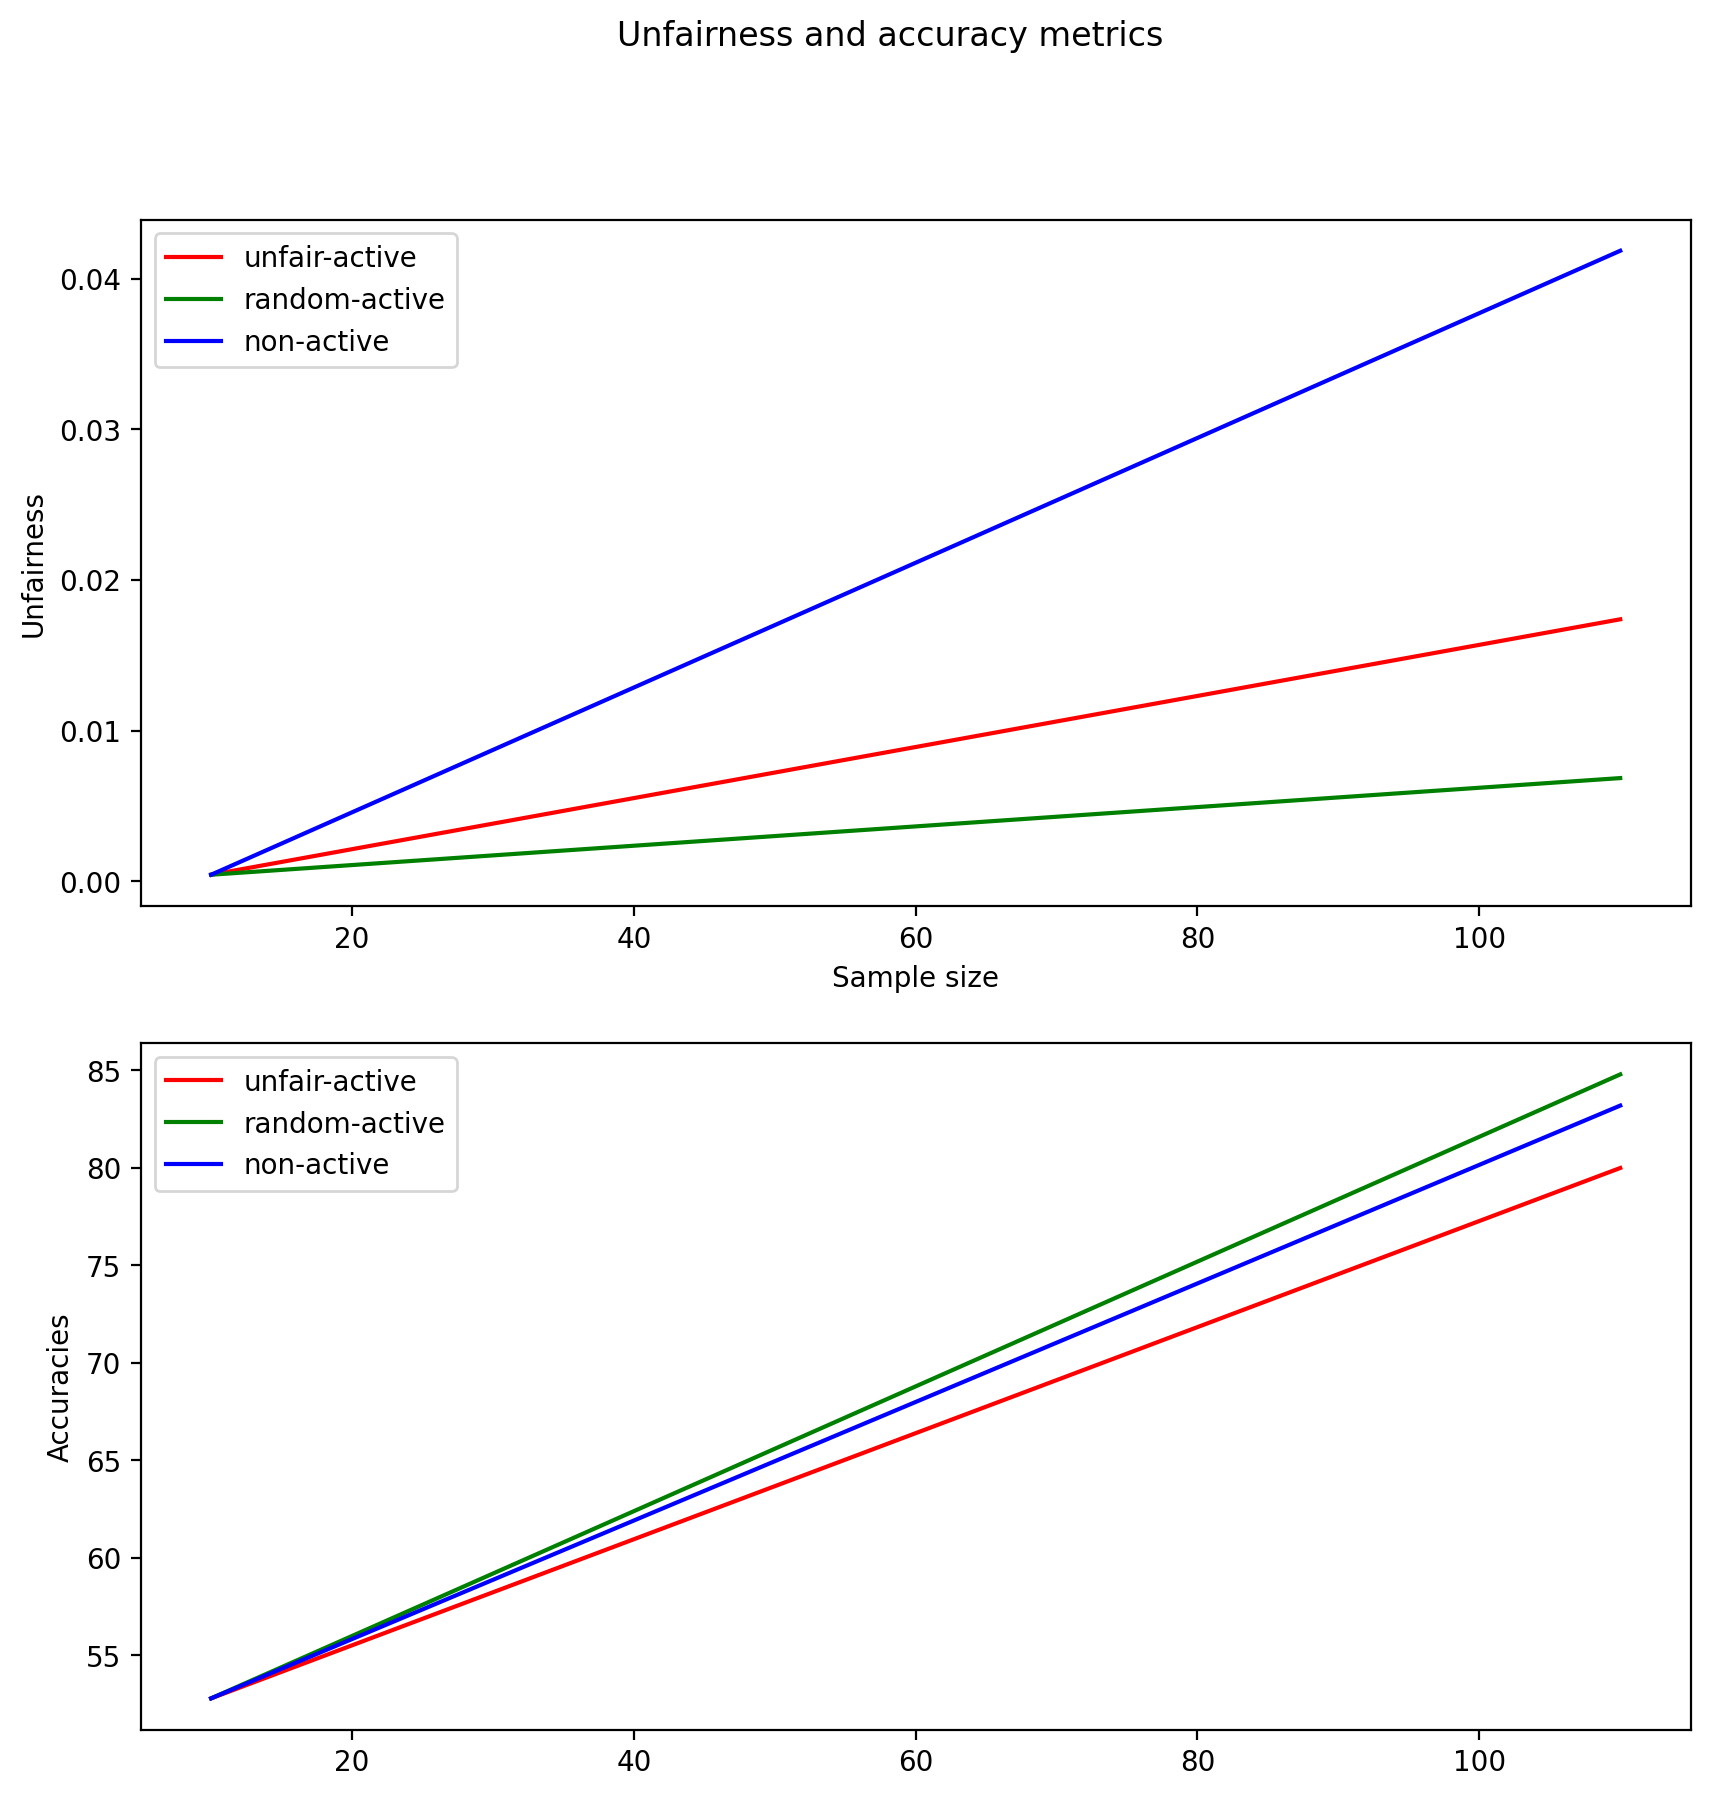 Unfairness and accuracy metrics
unfair-active
random-active
non-active
0.04
0.03
0.02
0.01
0.00
Unfairness
20 40 60 80 100
Sample size
unfair-active
random-active
non-active
85
80
75
70
65
60
55
Accuracies
20 40 60 80 100